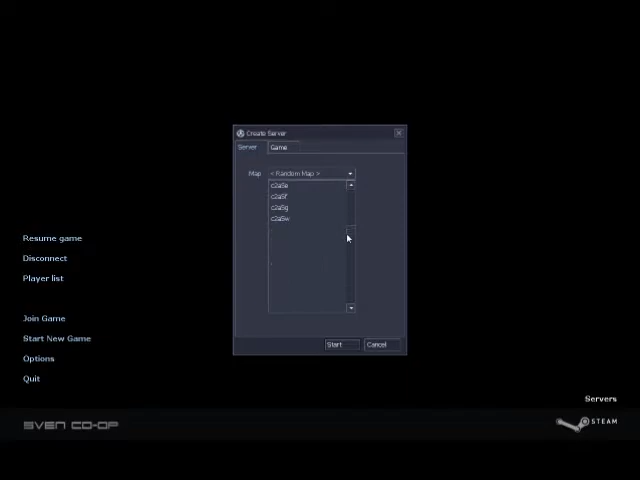 Create Server
Server
Game
Map
< Random Map >
c2a5e
c2a5f
c2a5g
c2a5w
Resume game
Disconnect
Player list
Join Game
Start New Game
Options
Quit
Start
Cancel
Servers
SVEN CO-OP
STEAM